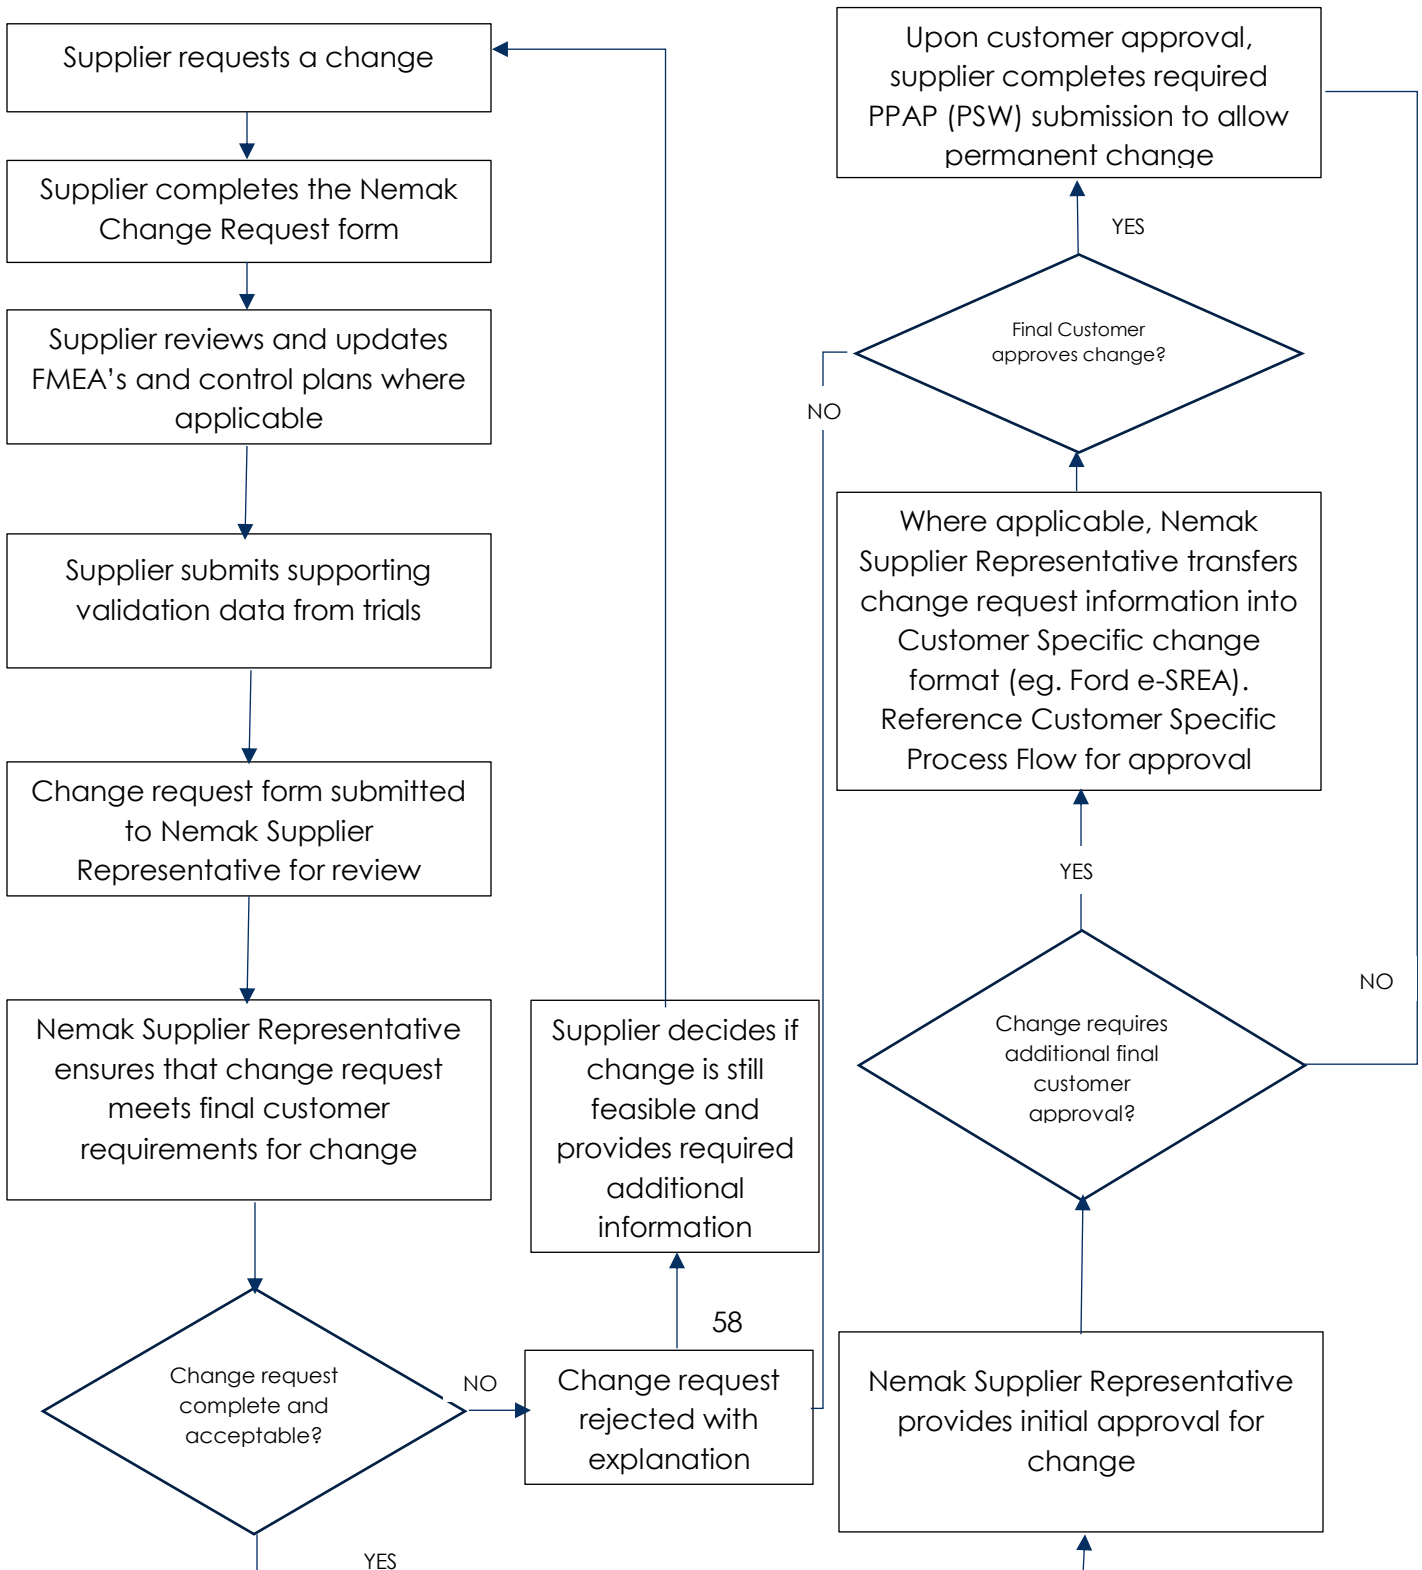 Supplier requests a change
Supplier completes the Nemak
Change Request form
Supplier reviews and updates
FMEA's and control plans where
applicable
Supplier submits supporting
validation data from trials
Change request form submitted
to Nemak Supplier
Representative for review
Nemak Supplier Representative
ensures that change request
meets final customer
requirements for change
Change request
complete and
acceptable?
NO
YES
Change request
rejected with
explanation
58
Supplier decides if
change is still
feasible and
provides required
additional
information
Nemak Supplier Representative
provides initial approval for
change
Change requires
additional final
customer
approval?
NO
YES
Where applicable, Nemak
Supplier Representative transfers
change request information into
Customer Specific change
format (eg. Ford e-SREA).
Reference Customer Specific
Process Flow for approval
Final Customer
approves change?
NO
YES
Upon customer approval,
supplier completes required
PPAP (PSW) submission to allow
permanent change